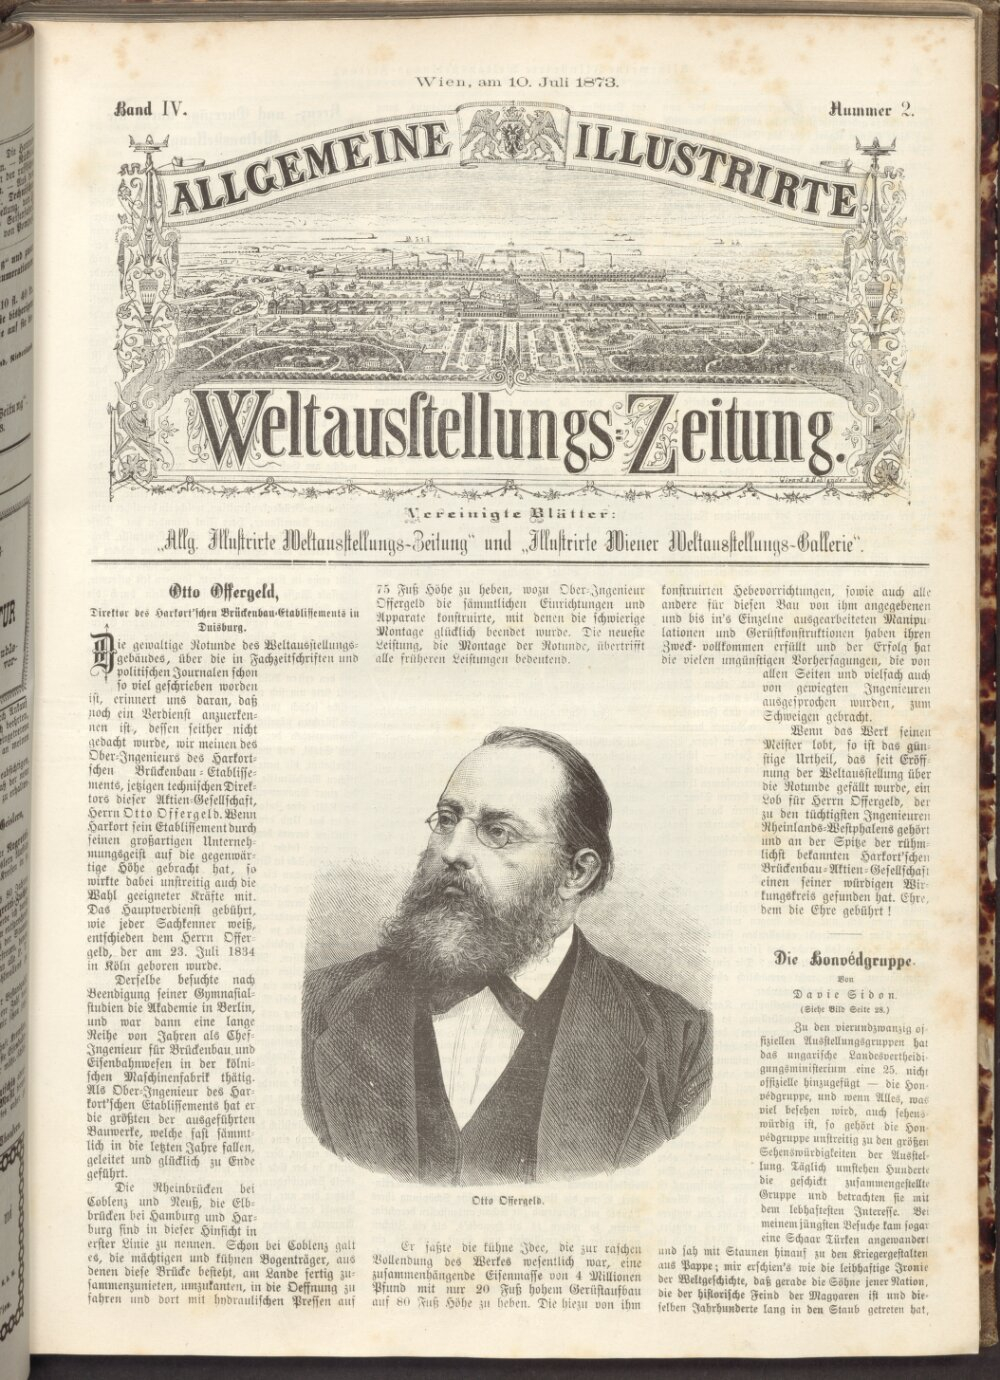 Wien, am 10. Juli 1873.
Band IV.
Nummer 2.
ALLGEMEINE ILLUSTRIRTE
Weltausstellungs-Zeitung.
Vereinigte Blätter:
„Allg. Illustrirte Weltausstellungs-Zeitung“ und „Illustrirte Wiener Weltausstellungs-Gallerie“.
Otto Offergeld,
Direktor des Harkort'schen Brückenbau-Etablissements in
Duisburg.
Die gewaltige Rotunde des Weltausstellungs-
gebäudes, über die in Fachzeitschriften und
politischen Journalen schon
so viel geschrieben worden
ist, erinnert uns daran, daß
noch ein Verdienst anzuerken-
nen ist, dessen seither nicht
gedacht wurde, wir meinen des
Ober-Ingenieurs des Harkort-
schen Brückenbau-Etablisse-
ments, jetzigen technischen Direk-
tors dieser Aktien-Gesellschaft,
Herrn Otto Offergeld. Wenn
Harkort sein Etablissement durch
seinen großartigen Unterneh-
mungsgeist auf die gegenwär-
tige Höhe gebracht hat, so
wirkte dabei unstreitig auch die
Wahl geeigneter Kräfte mit.
Das Hauptverdienst gebührt,
wie jeder Sachkenner weiß,
entschieden dem Herrn Offer-
geld, der am 23. Juli 1834
in Köln geboren wurde.
Derselbe besuchte nach
Beendigung seiner Gymnasial-
studien die Akademie in Berlin,
und war dann eine lange
Reihe von Jahren als Chef-
Ingenieur für Brückenbau und
Eisenbahnwesen in der kölni-
schen Maschinenfabrik thätig.
Als Ober-Ingenieur des Har-
kort'schen Etablissements hat er
die größten der ausgeführten
Bauwerke, welche fast sämmt-
lich in die letzten Jahre fallen,
geleitet und glücklich zu Ende
geführt.
Die Rheinbrücken bei
Coblenz und Neuß, die Elb-
brücken bei Hamburg und Har-
burg sind in dieser Hinsicht in
erster Linie zu nennen. Schon bei Coblenz galt
es, die mächtigen und kühnen Bogenträger, aus
denen diese Brücke besteht, am Lande fertig zu-
sammenzunieten, umzukanten, in die Oeffnung zu
fahren und dort mit hydraulischen Pressen auf
75 Fuß Höhe zu heben, wozu Ober-Ingenieur
Offergeld die sämmtlichen Einrichtungen und
Apparate konstruirte, mit denen die schwierige
Montage glücklich beendet wurde. Die neueste
Leistung, die Montage der Rotunde, übertrifft
alle früheren Leistungen bedeutend.
Otto Offergeld.
Er faßte die kühne Idee, die zur raschen
Vollendung des Werkes wesentlich war, eine
zusammenhängende Eisenmasse von 4 Millionen
Pfund mit nur 20 Fuß hohem Gerüstaufbau
auf 80 Fuß Höhe zu heben. Die hiezu von ihm
konstruirten Hebevorrichtungen, sowie auch alle
andere für diesen Bau von ihm angegebenen
und bis in's Einzelne ausgearbeiteten Manipu-
lationen und Gerüstkonstruktionen haben ihren
Zweck vollkommen erfüllt und der Erfolg hat
die vielen ungünstigen Vorhersagungen, die von
allen Seiten und vielfach auch
von gewiegten Ingenieuren
ausgesprochen wurden, zum
Schweigen gebracht.
Wenn das Werk seinen
Meister lobt, so ist das gün-
stige Urtheil, das seit Eröff-
nung der Weltausstellung über
die Rotunde gefällt wurde, ein
Lob für Herrn Offergeld, der
zu den tüchtigsten Ingenieuren
Rheinlands-Westphalens gehört
und an der Spitze der rühm-
lichst bekannten Harkort'schen
Brückenbau-Aktien-Gesellschaft
einen seiner würdigen Wir-
kungskreis gefunden hat. Ehre,
dem die Ehre gebührt!
Die Honvédgruppe.
Von
Davie Sidon.
(Siehe Bild Seite 28.)
Zu den vierundzwanzig of-
fiziellen Ausstellungsgruppen hat
das ungarische Landesvertheidi-
gungsministerium eine 25. nicht
offizielle hinzugefügt — die Hon-
védgruppe, und wenn Alles, was
viel besehen wird, auch sehens-
würdig ist, so gehört die Hon-
védgruppe unstreitig zu den größen
Sehenswürdigkeiten der Ausstel-
lung. Täglich umstehen Hunderte
die geschickt zusammengestellte
Gruppe und betrachten sie mit
dem lebhaftesten Interesse. Bei
meinem jüngsten Besuche kam sogar
eine Schaar Türken angewandert
und sah mit Staunen hinauf zu den Kriegergestalten
aus Pappe; mir erschien's wie die leibhaftige Ironie
der Weltgeschichte, daß gerade die Söhne jener Nation,
die der historische Feind der Magyaren ist und die-
selben Jahrhunderte lang in den Staub getreten hat,